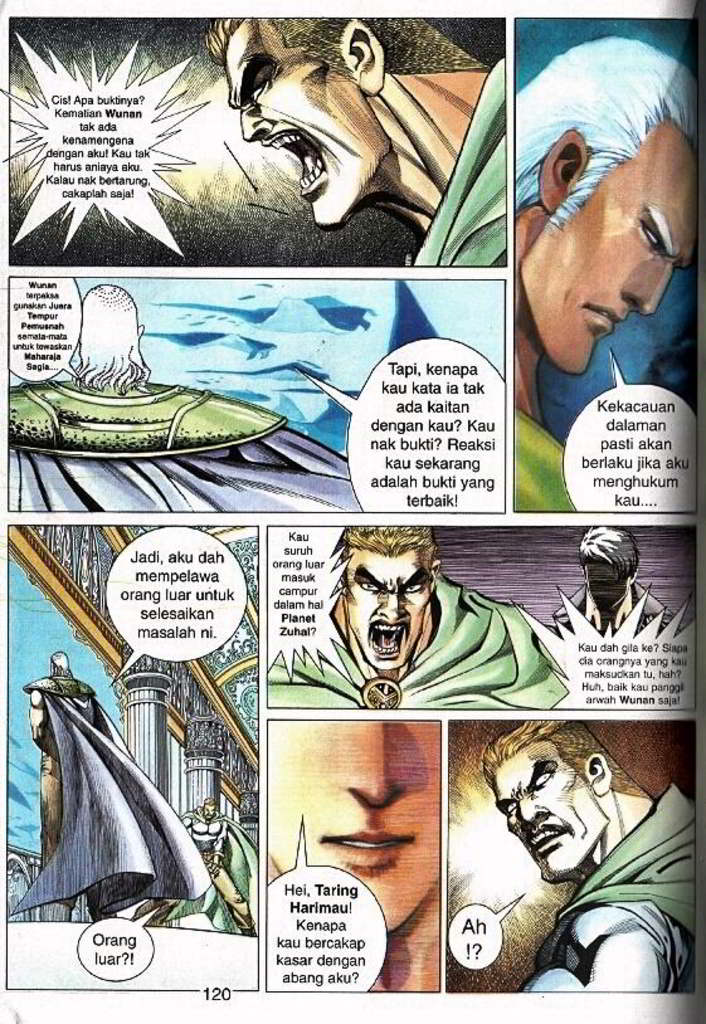 Cis! Apa buktinya?
Kematian Wunan
tak ada
kenamengena
dengan aku! Kau tak
harus aniaya aku.
Kalau nak bertarung,
cakaplah saja!
Wunan
terpaksa
gunakan Juara
Tempur
Pemusnah
semata-mata
untuk tewaskan
Maharaja
Sagia....
Tapi, kenapa
kau kata ia tak
ada kaitan
dengan kau? Kau
nak bukti? Reaksi
kau sekarang
adalah bukti yang
terbaik!
Kekacauan
dalaman
pasti akan
berlaku jika aku
menghukum
kau....
Jadi, aku dah
mempelawa
orang luar untuk
selesaikan
masalah ni.
Orang
luar?!
Kau
suruh
orang luar
masuk
campur
dalam hal
Planet
Zuhal?
Kau dah gila ke? Siapa
dia orangnya yang kau
maksudkan tu, hah?
Huh, baik kau panggil
arwah Wunan saja!
Hei, Taring
Harimau!
Kenapa
kau bercakap
kasar dengan
abang aku?
Ah
!?
120